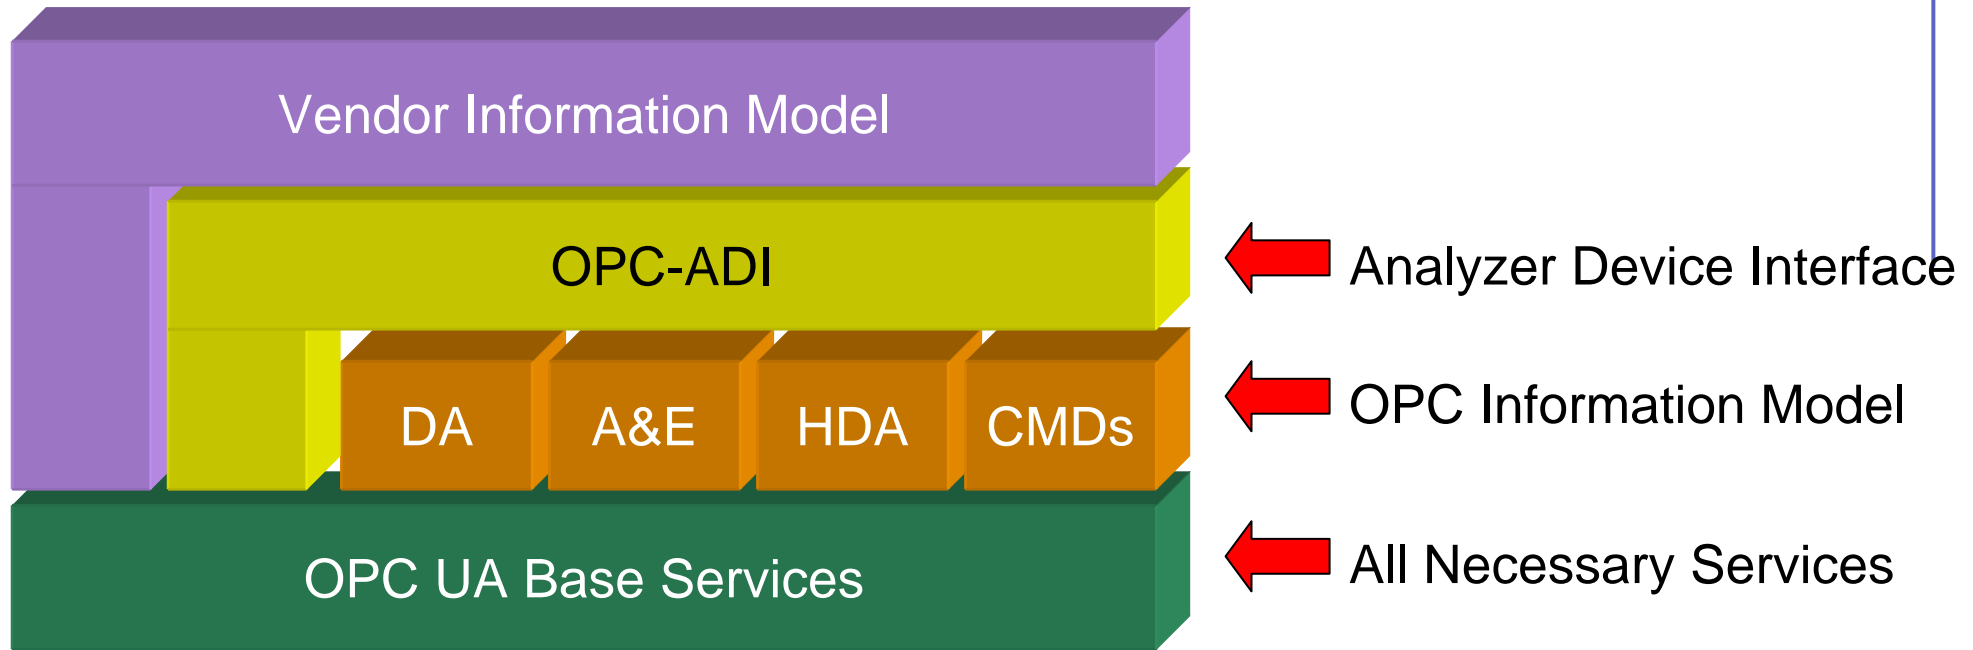 Vendor Information Model
OPC-ADI
Analyzer Device Interface
DA
A&E
HDA
CMDs
OPC Information Model
OPC UA Base Services
All Necessary Services